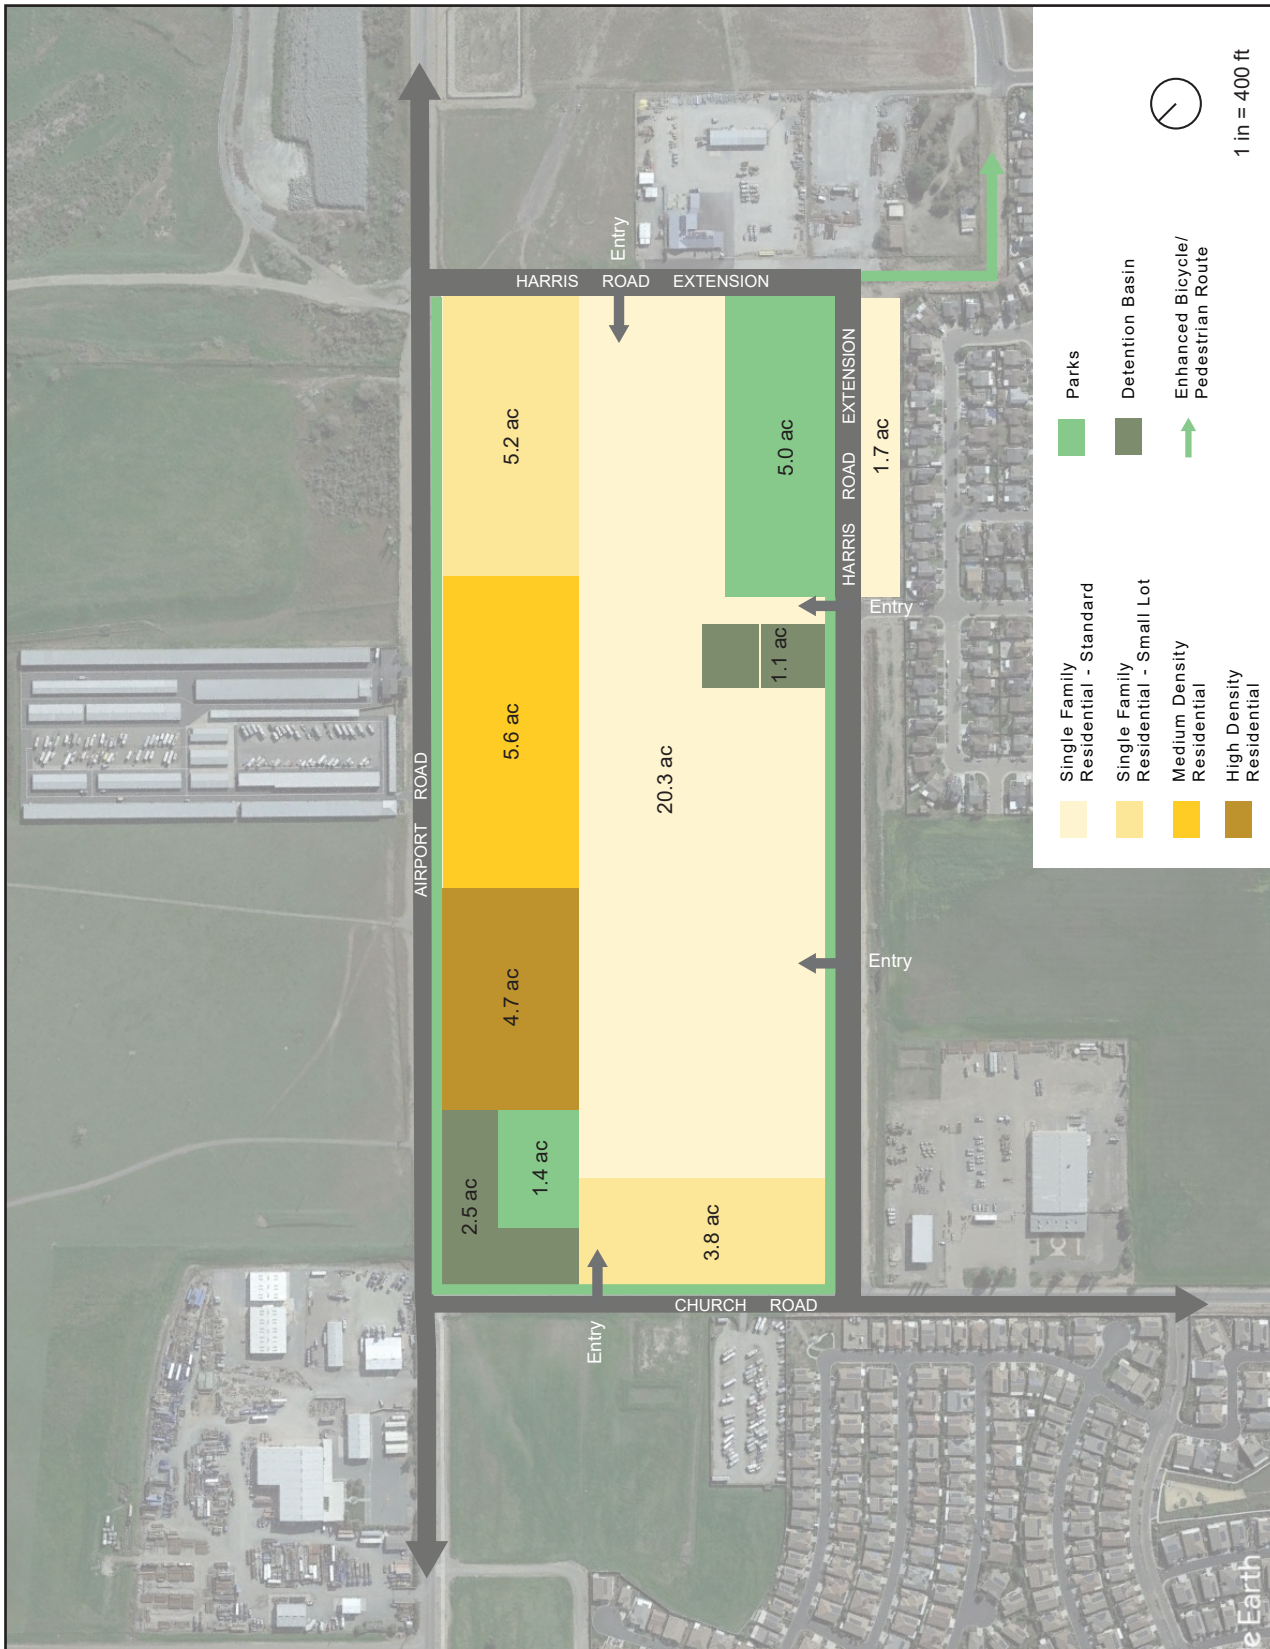 HARRIS ROAD EXTENSION
Entry
AIRPORT ROAD
5.2 ac
5.6 ac
4.7 ac
2.5 ac
1.4 ac
20.3 ac
5.0 ac
1.1 ac
3.8 ac
HARRIS ROAD EXTENSION
1.7 ac
Entry
Entry
Entry
CHURCH ROAD
Single Family
Residential - Standard
Single Family
Residential - Small Lot
Medium Density
Residential
High Density
Residential
Parks
Detention Basin
Enhanced Bicycle/
Pedestrian Route
1 in = 400 ft
e Earth